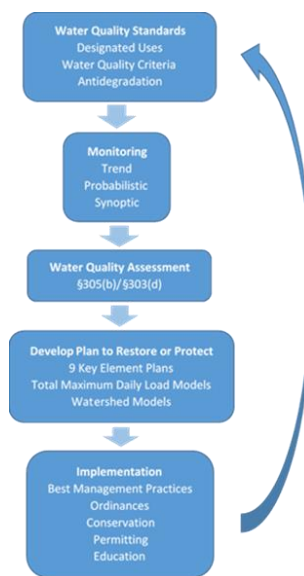 Water Quality Standards
Designated Uses
Water Quality Criteria
Antidegradation
Monitoring
Trend
Probabilistic
Synoptic
Water Quality Assessment
§305(b)/§303(d)
Develop Plan to Restore or Protect
9 Key Element Plans
Total Maximum Daily Load Models
Watershed Models
Implementation
Best Management Practices
Ordinances
Conservation
Permitting
Education